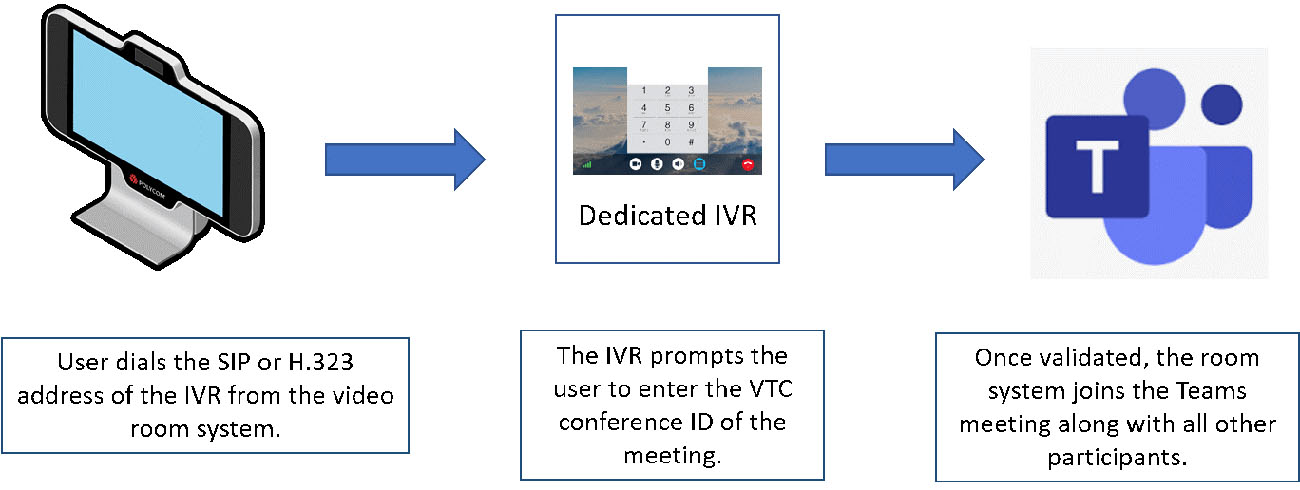 POLYCOM
1 2 3
4 5 6
7 8 9
0 #
Dedicated IVR
T
User dials the SIP or H.323
address of the IVR from the video
room system.
The IVR prompts the
user to enter the VTC
conference ID of the
meeting.
Once validated, the room
system joins the Teams
meeting along with all other
participants.